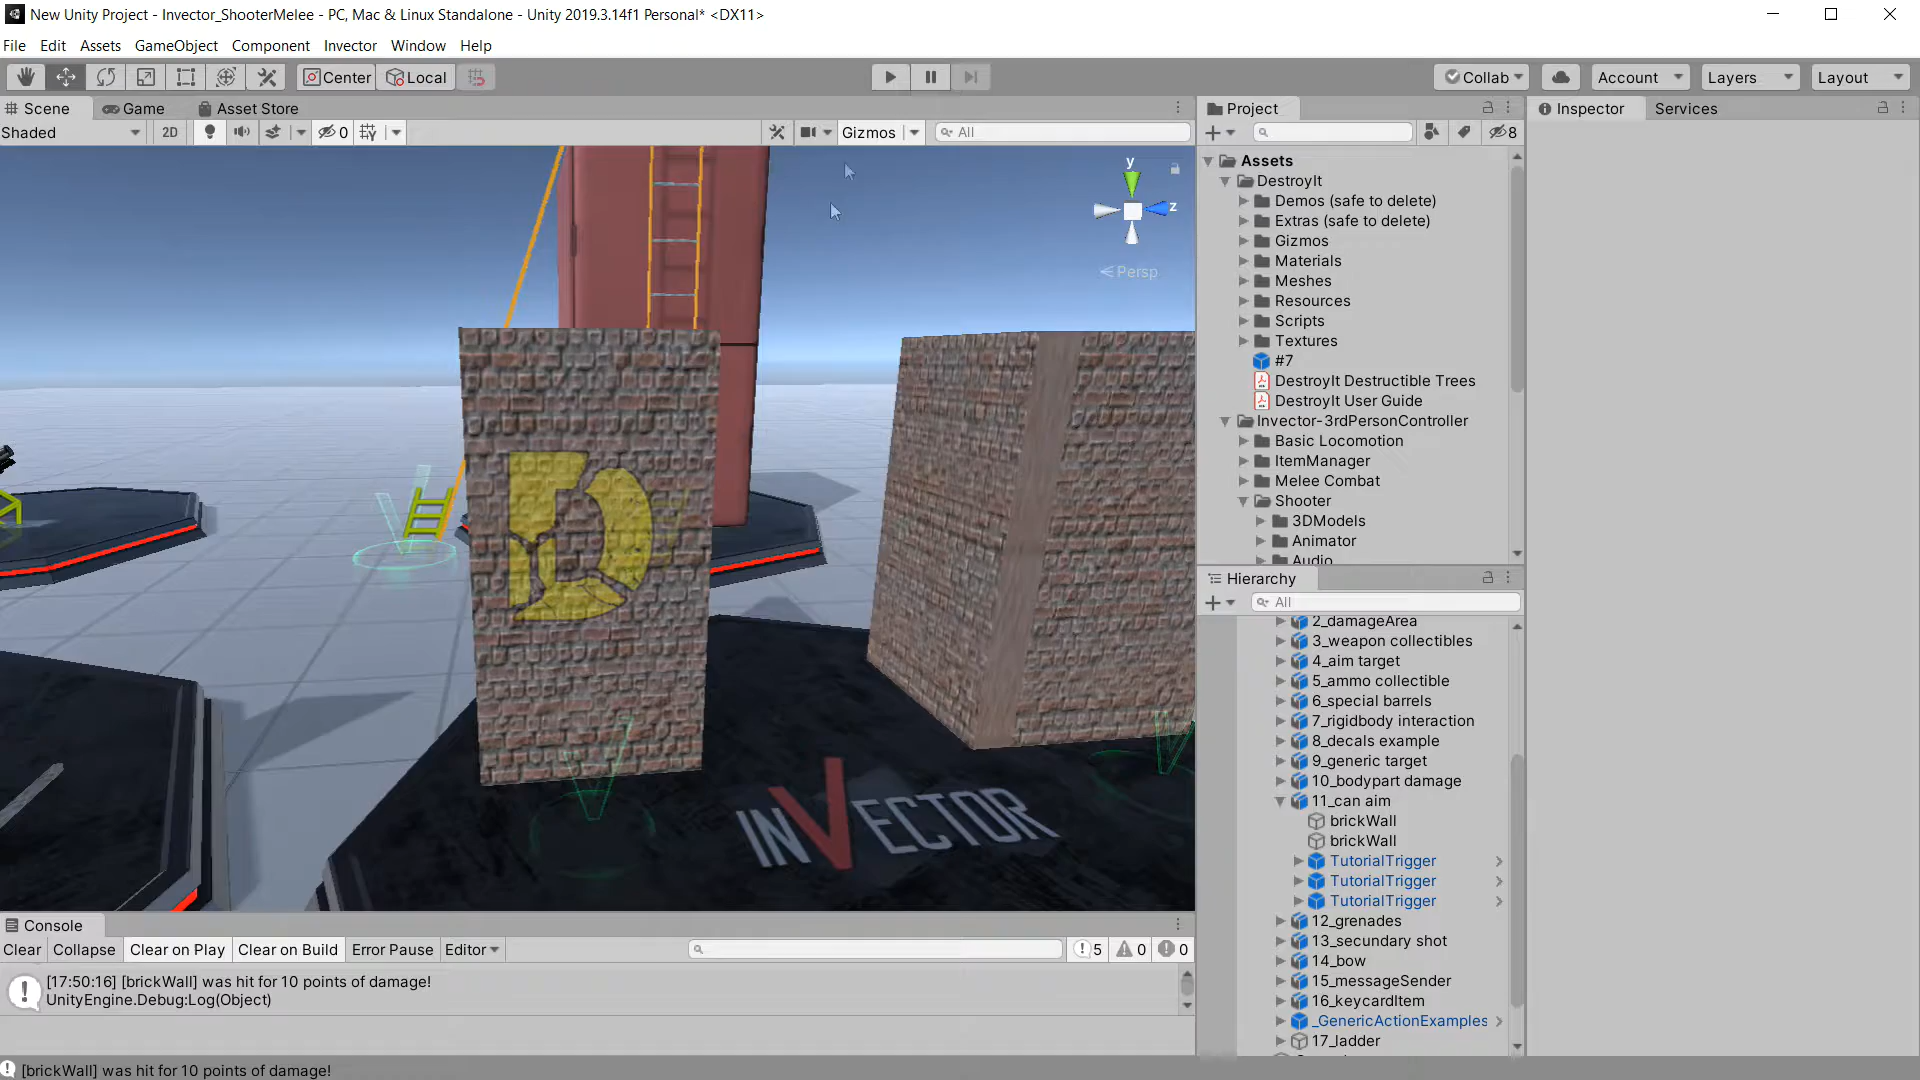 New Unity Project - Invector_ShooterMelee - PC, Mac & Linux Standalone - Unity 2019.3.14f1 Personal* <DX11>
File Edit Assets GameObject Component Invector Window Help
Center Local Collab Account Layers Layout
Scene Game Asset Store
Shaded 2D 0 Gizmos All
y
z
Persp
INVECTOR
Project
8
Assets
DestroyIt
Demos (safe to delete)
Extras (safe to delete)
Gizmos
Materials
Meshes
Resources
Scripts
Textures
#7
DestroyIt Destructible Trees
DestroyIt User Guide
Invector-3rdPersonController
Basic Locomotion
ItemManager
Melee Combat
Shooter
3DModels
Animator
Audio
Inspector Services
Hierarchy
All
2_damageArea
3_weapon collectibles
4_aim target
5_ammo collectible
6_special barrels
7_rigidbody interaction
8_decals example
9_generic target
10_bodypart damage
11_can aim
brickWall
brickWall
TutorialTrigger
TutorialTrigger
TutorialTrigger
12_grenades
13_secundary shot
14_bow
15_messageSender
16_keycardItem
_GenericActionExamples
17_ladder
Console
Clear Collapse Clear on Play Clear on Build Error Pause Editor 5 0 0
[17:50:16] [brickWall] was hit for 10 points of damage!
UnityEngine.Debug:Log(Object)
[brickWall] was hit for 10 points of damage!